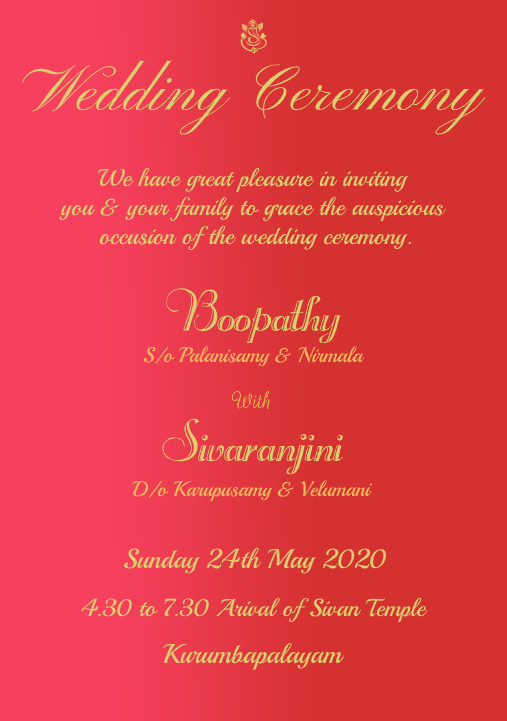 Wedding Ceremony
We have great pleasure in inviting
you & your family to grace the auspicious
occusion of the wedding ceremony.
Boopathy
S/o Palanisamy & Nirmala
With
Sivaranjini
D/o Karupusamy & Velumani
Sunday 24th May 2020
4.30 to 7.30 Arival of Sivan Temple
Kurumbapalayam